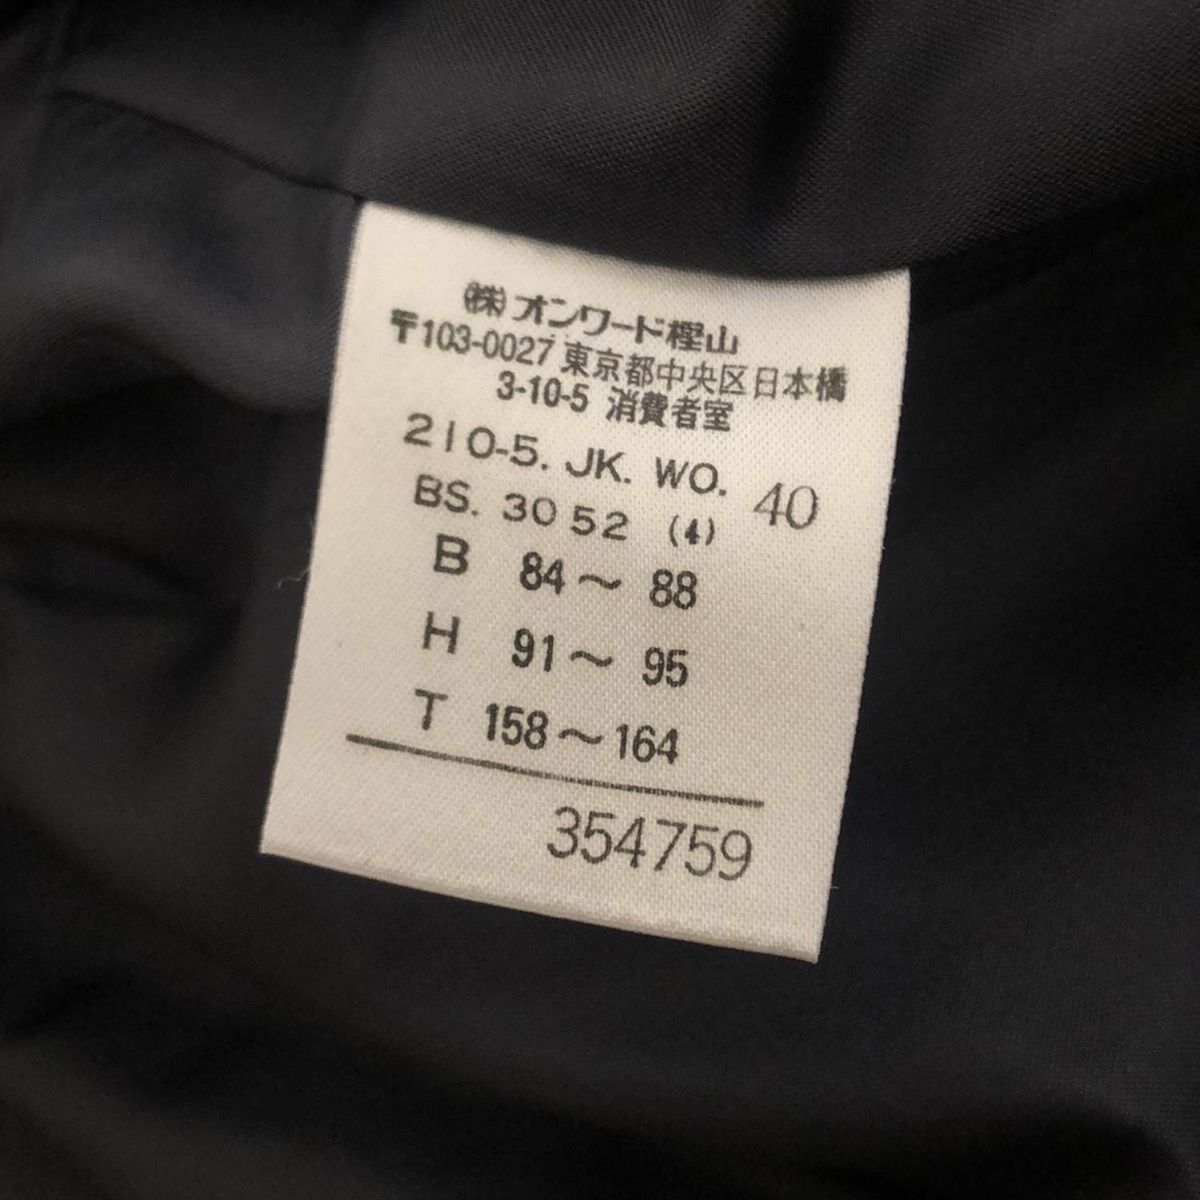 ㈱オンワード樫山
〒103-0027 東京都中央区日本橋
3-10-5 消費者室
210-5. JK. WO. 40
BS. 3052 (4)
B 84〜88
H 91〜95
T 158〜164
354759